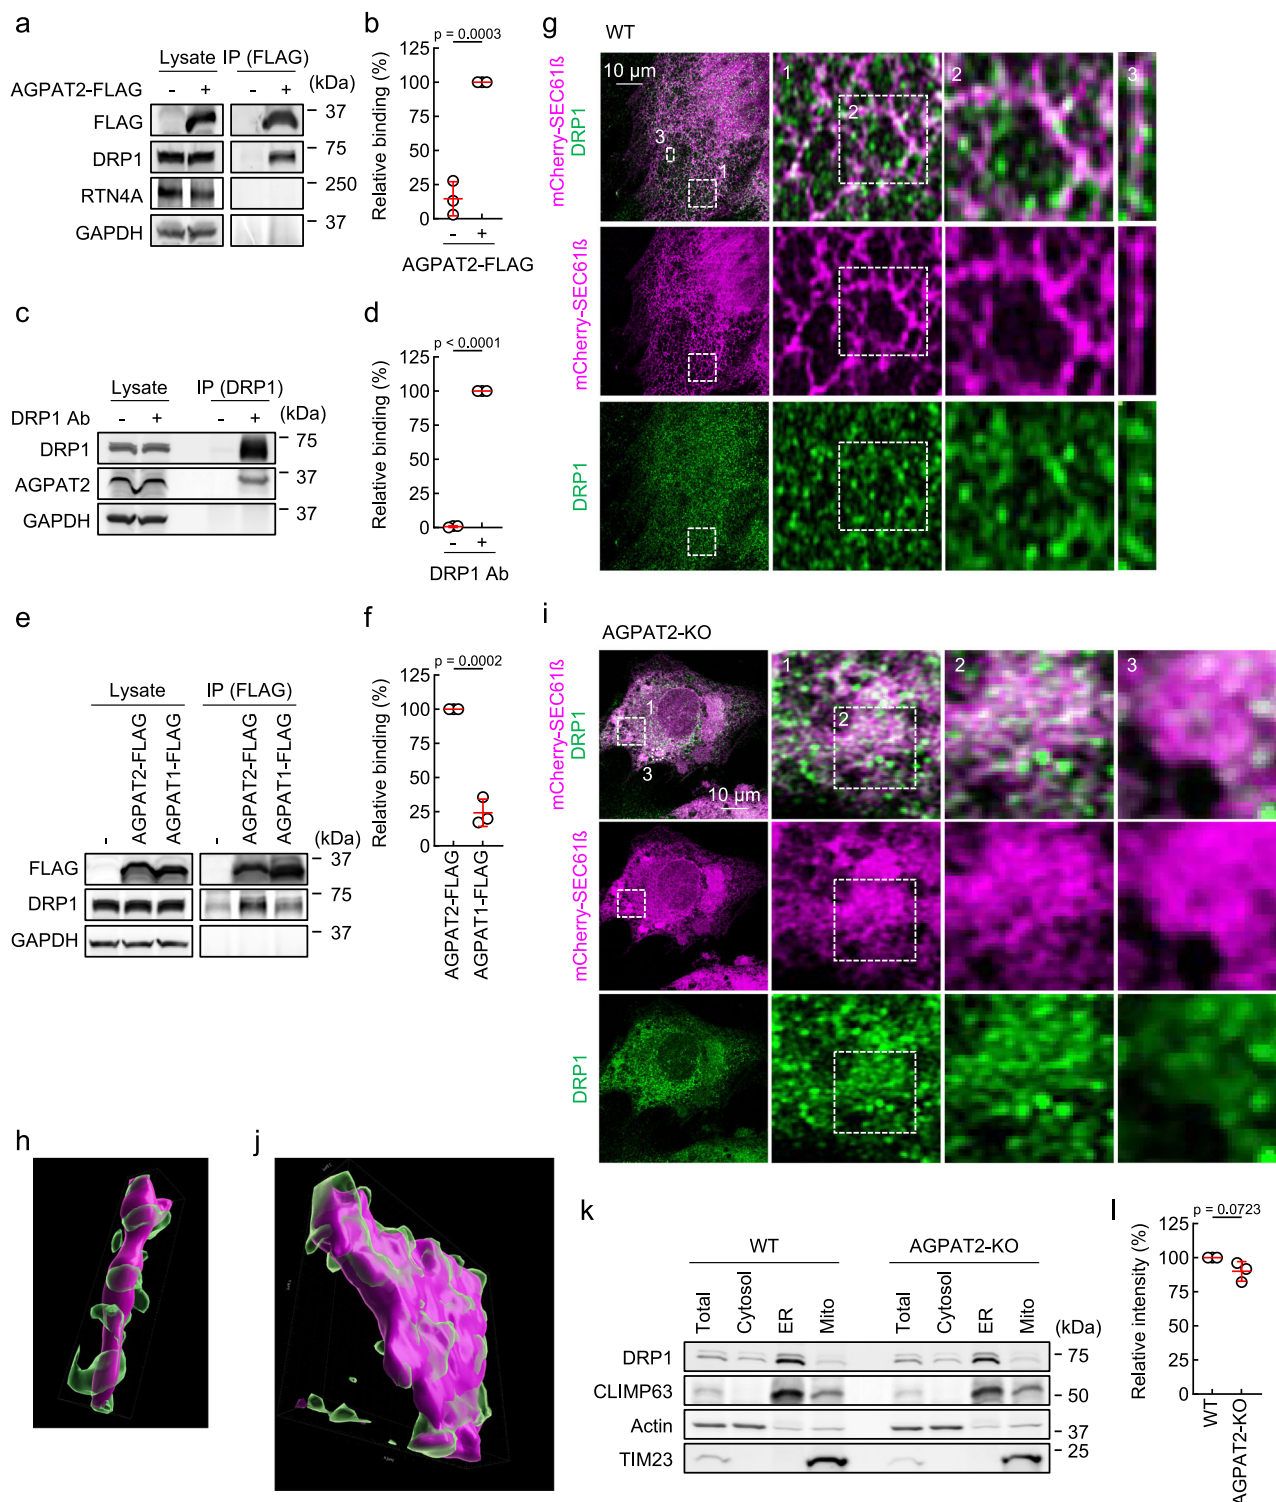 a
Lysate IP (FLAG)
(kDa)
AGPAT2-FLAG - + - +
FLAG
37
DRP1
75
RTN4A
250
GAPDH
37
b
p = 0.0003
Relative binding (%)
125
100
75
50
25
0
- +
AGPAT2-FLAG
c
Lysate IP (DRP1)
(kDa)
DRP1 Ab - + - +
DRP1
75
AGPAT2
37
GAPDH
37
d
p < 0.0001
Relative binding (%)
125
100
75
50
25
0
- +
DRP1 Ab
e
Lysate IP (FLAG)
- AGPAT2-FLAG AGPAT1-FLAG - AGPAT2-FLAG AGPAT1-FLAG
(kDa)
FLAG
37
DRP1
75
GAPDH
37
f
p = 0.0002
Relative binding (%)
125
100
75
50
25
0
AGPAT2-FLAG AGPAT1-FLAG
g
WT
mCherry-SEC61ß
DRP1
10 µm
3
1
1
2
2
3
mCherry-SEC61ß
DRP1
h
i
AGPAT2-KO
mCherry-SEC61ß
DRP1
1
3
10 µm
1
2
2
3
mCherry-SEC61ß
DRP1
j
k
WT AGPAT2-KO
Total Cytosol ER Mito Total Cytosol ER Mito
(kDa)
DRP1
75
CLIMP63
50
Actin
37
TIM23
25
l
p = 0.0723
Relative intensity (%)
125
100
75
50
25
0
WT AGPAT2-KO